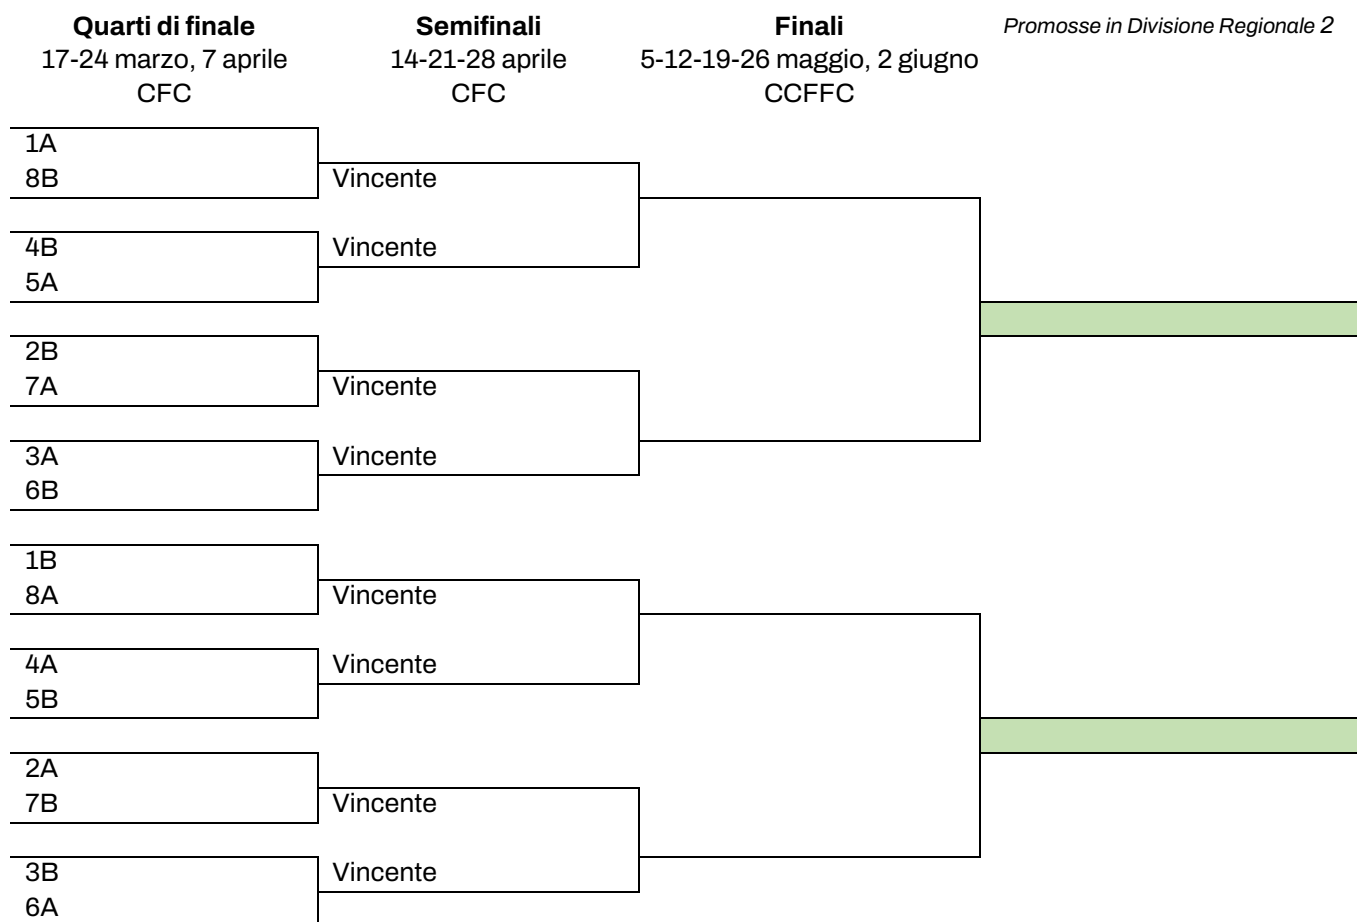 Quarti di finale
17-24 marzo, 7 aprile
CFC
Semifinali
14-21-28 aprile
CFC
Finali
5-12-19-26 maggio, 2 giugno
CCFFC
Promosse in Divisione Regionale 2
1A
8B
Vincente
4B
Vincente
5A
2B
7A
Vincente
3A
Vincente
6B
1B
8A
Vincente
4A
Vincente
5B
2A
7B
Vincente
3B
Vincente
6A